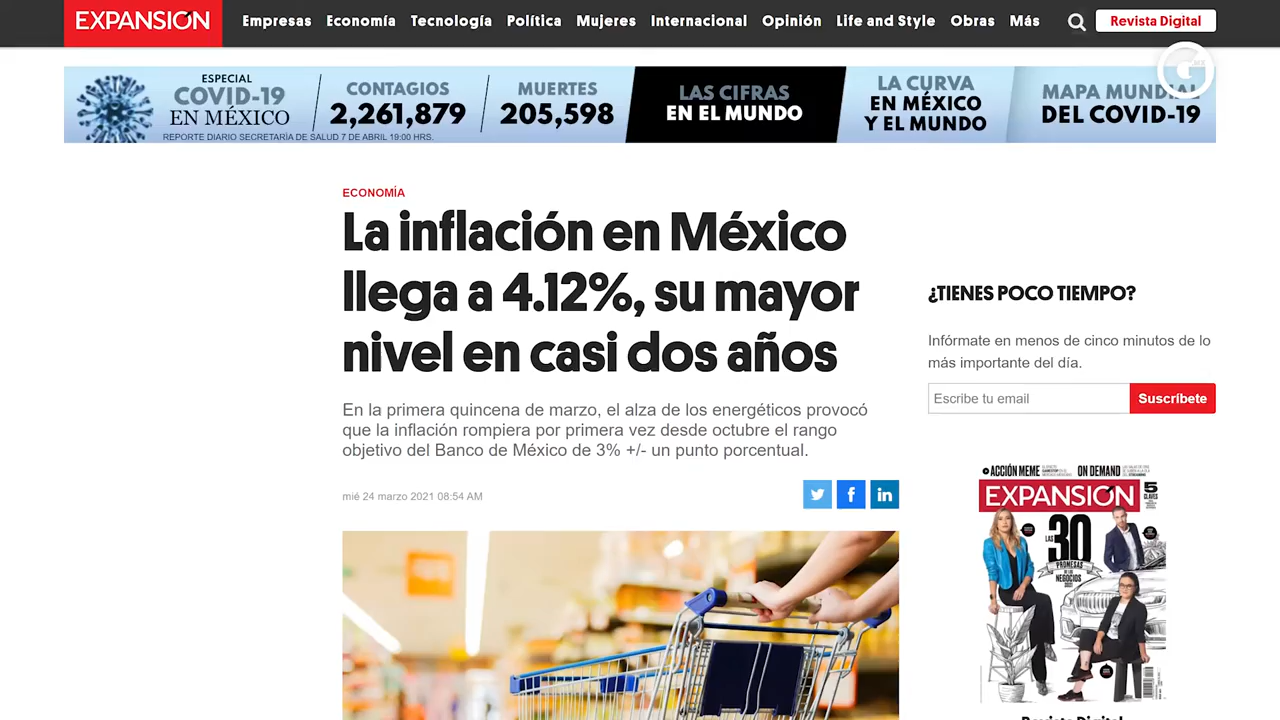 EXPANSIÓN
Empresas Economía Tecnología Política Mujeres Internacional Opinión Life and Style Obras Más
Revista Digital
ESPECIAL
COVID-19
EN MÉXICO
CONTAGIOS
2,261,879
MUERTES
205,598
REPORTE DIARIO SECRETARÍA DE SALUD 7 DE ABRIL 19:00 HRS.
LAS CIFRAS
EN EL MUNDO
LA CURVA
EN MÉXICO
Y EL MUNDO
MAPA MUNDIAL
DEL COVID-19
ECONOMÍA
La inflación en México
llega a 4.12%, su mayor
nivel en casi dos años
En la primera quincena de marzo, el alza de los energéticos provocó
que la inflación rompiera por primera vez desde octubre el rango
objetivo del Banco de México de 3% +/- un punto porcentual.
mié 24 marzo 2021 08:54 AM
¿TIENES POCO TIEMPO?
Infórmate en menos de cinco minutos de lo
más importante del día.
Escribe tu email
Suscríbete
ACCIÓN MEME
ON DEMAND
EXPANSIÓN
5
CLAVES
LAS
30
PROMESAS
DE LOS
NEGOCIOS
2021
Revista Digital